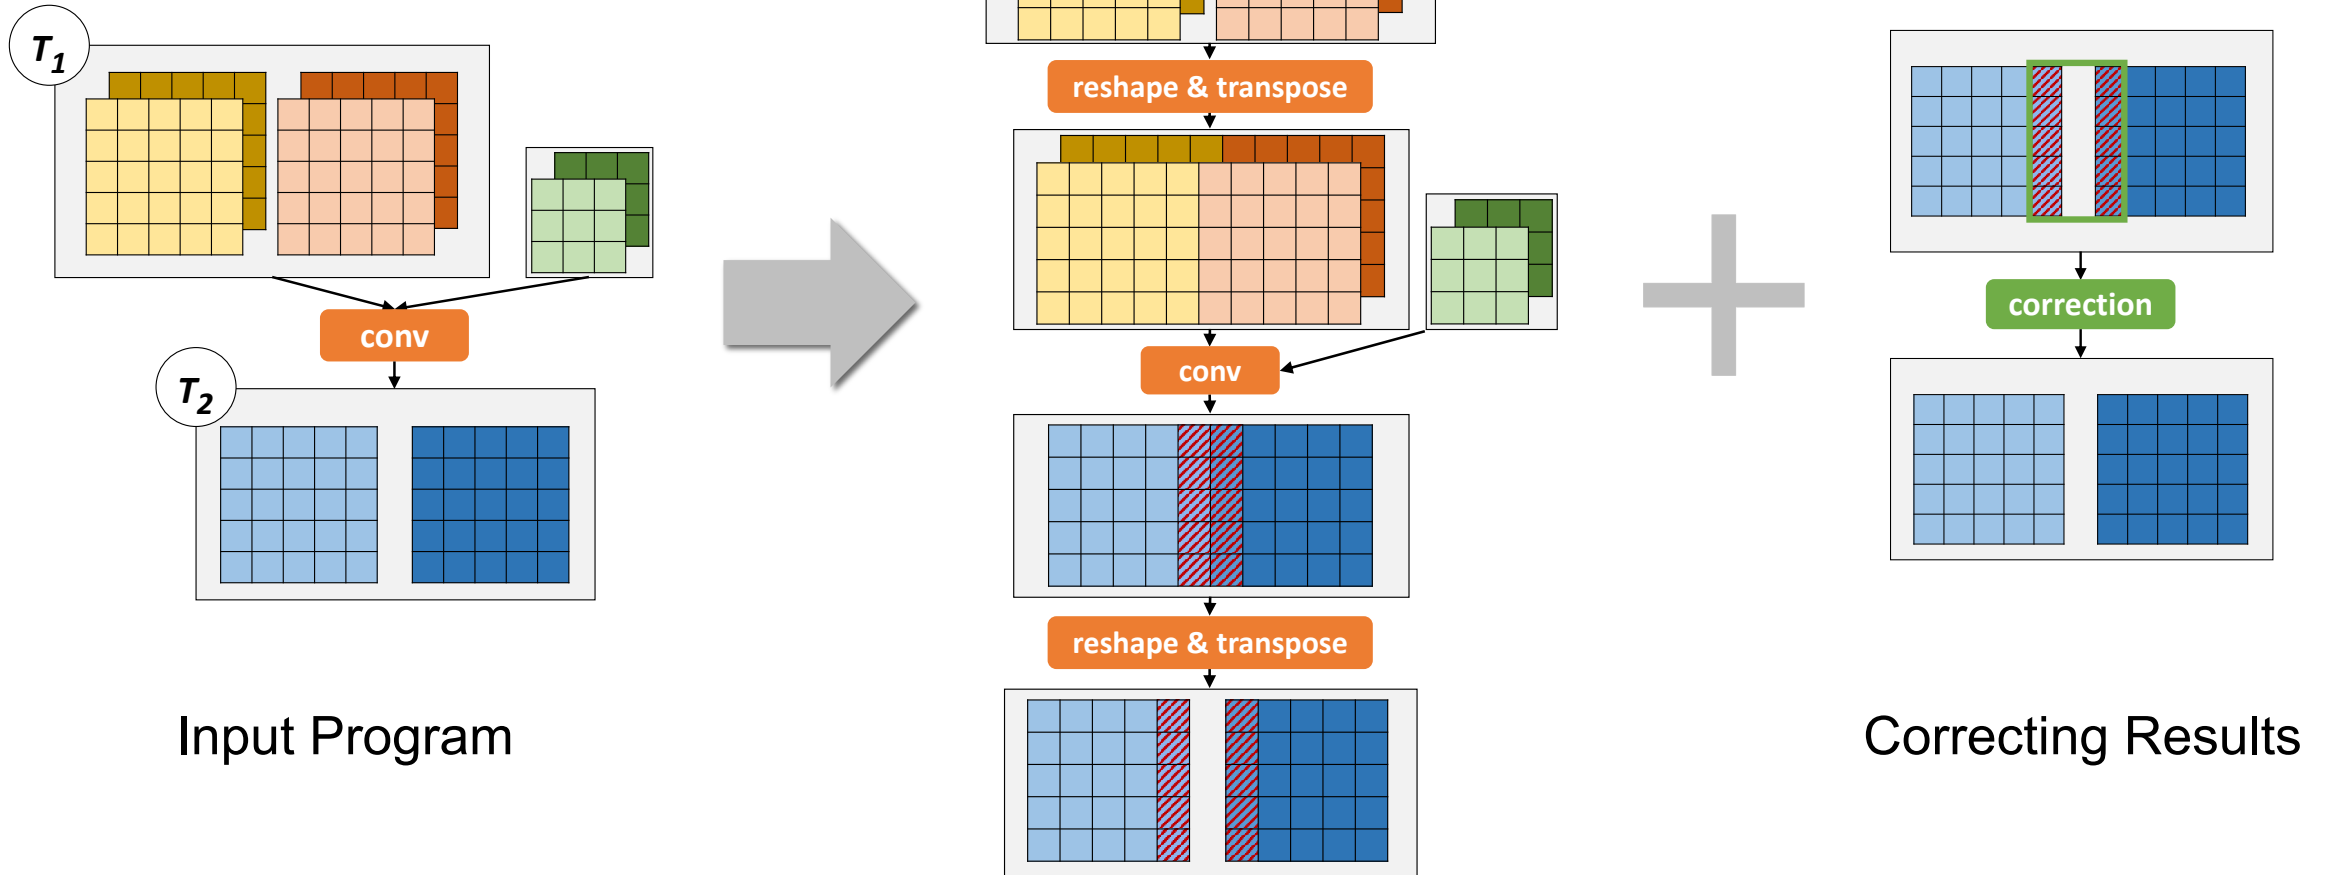 T1
conv
T2
Input Program
reshape & transpose
conv
reshape & transpose
correction
Correcting Results